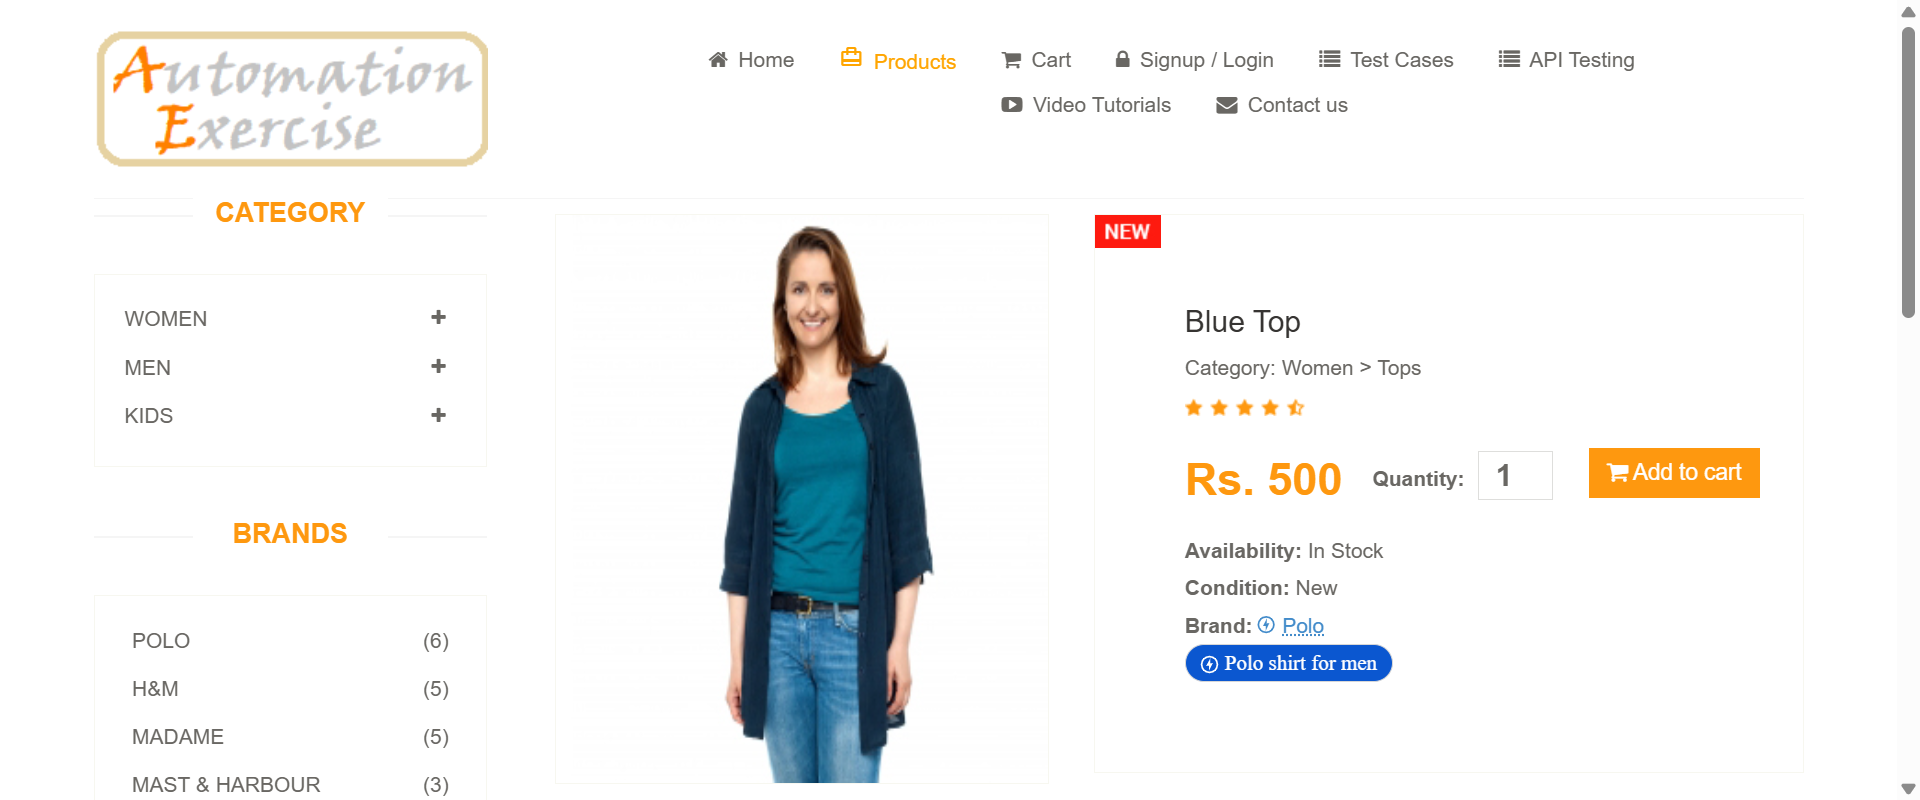 Automation
Exercise
Home
Products
Cart
Signup / Login
Test Cases
API Testing
Video Tutorials
Contact us
CATEGORY
WOMEN
MEN
KIDS
BRANDS
POLO (6)
H&M (5)
MADAME (5)
MAST & HARBOUR (3)
NEW
Blue Top
Category: Women > Tops
Rs. 500 Quantity: 1 Add to cart
Availability: In Stock
Condition: New
Brand: Polo
Polo shirt for men